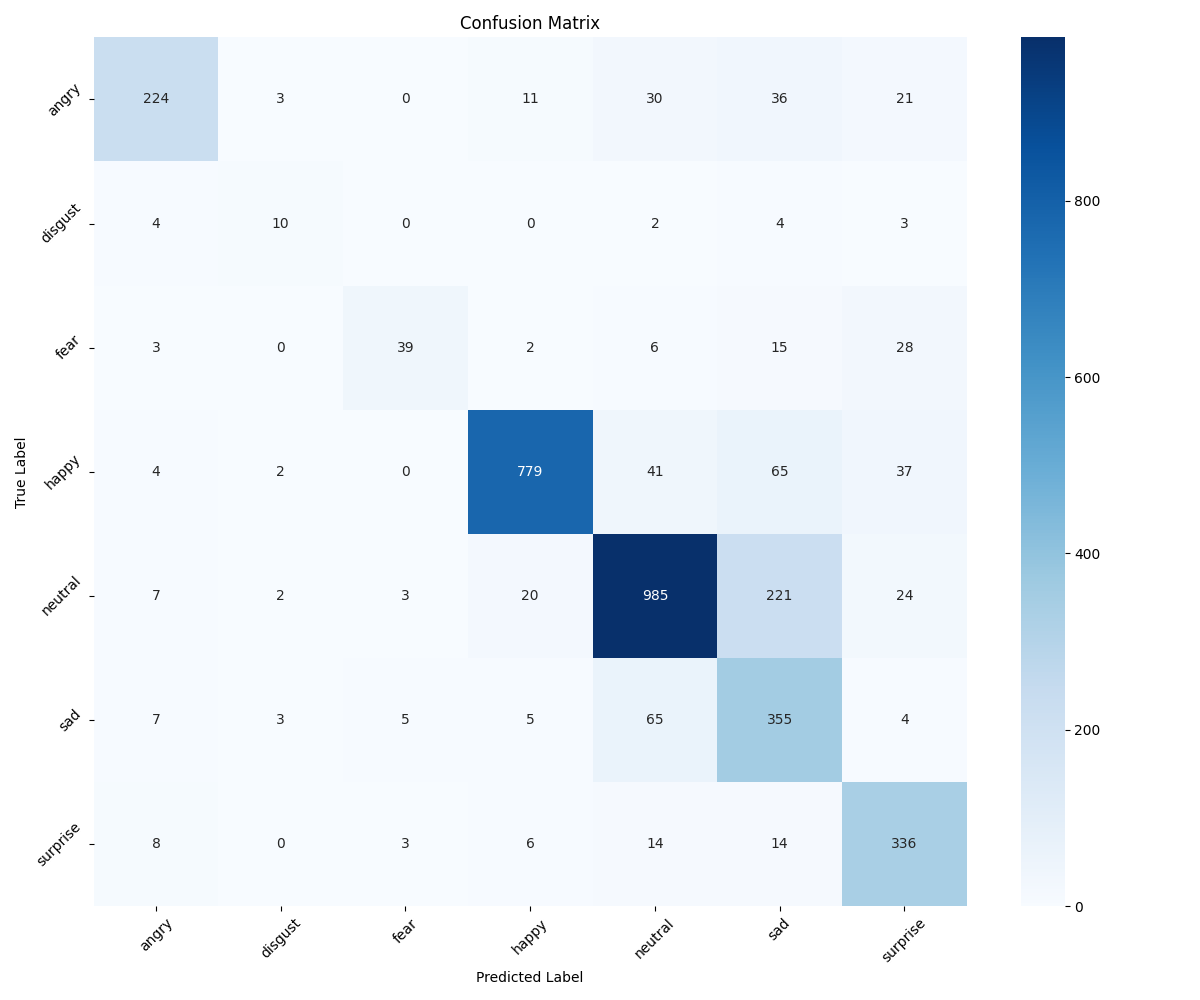 Confusion Matrix
True Label
angry 224 3 0 11 30 36 21
disgust 4 10 0 0 2 4 3
fear 3 0 39 2 6 15 28
happy 4 2 0 779 41 65 37
neutral 7 2 3 20 985 221 24
sad 7 3 5 5 65 355 4
surprise 8 0 3 6 14 14 336
angry disgust fear happy neutral sad surprise
Predicted Label
800
600
400
200
0